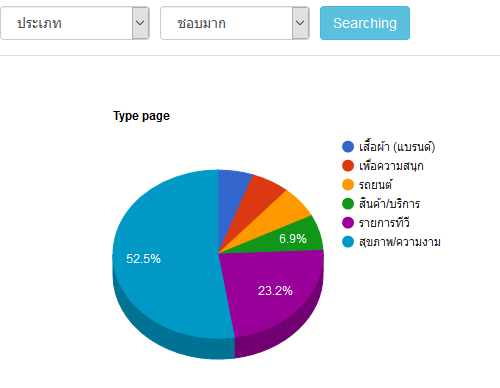 ประเภท ชอบมาก Searching
Type page
เสื้อผ้า (แบรนด์)
เพื่อความสนุก
รถยนต์
สินค้า/บริการ
รายการทีวี
สุขภาพ/ความงาม
6.9%
52.5%
23.2%